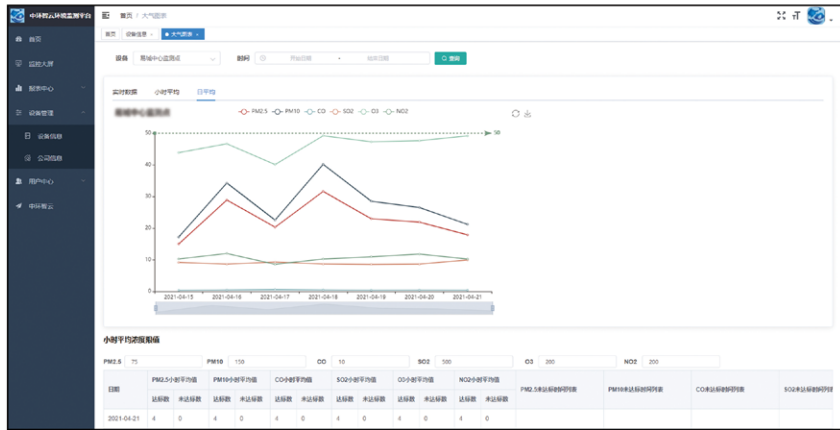 中环智云环境监测平台
首页 / 大气图表
首页
设备信息 ×
大气图表 ×
首页
监控大屏
报表中心
设备管理
设备信息
公司信息
用户中心
中环智云
设备
时间
开始日期 - 结束日期
查询
实时数据 小时平均 日平均
PM2.5 PM10 CO SO2 O3 NO2
50
50
40
30
20
10
0
2021-04-15 2021-04-16 2021-04-17 2021-04-18 2021-04-19 2021-04-20 2021-04-21
小时平均浓度限值
PM2.5 75 PM10 150 CO 10 SO2 500 O3 200 NO2 200
日期 PM2.5小时平均值 PM10小时平均值 CO小时平均值 SO2小时平均值 O3小时平均值 NO2小时平均值 PM2.5未达标时间列表 PM10未达标时间列表 CO未达标时间列表 SO2未达标时间列表
达标数 未达标数 达标数 未达标数 达标数 未达标数 达标数 未达标数 达标数 未达标数 达标数 未达标数
2021-04-21 4 0 4 0 4 0 4 0 4 0 4 0